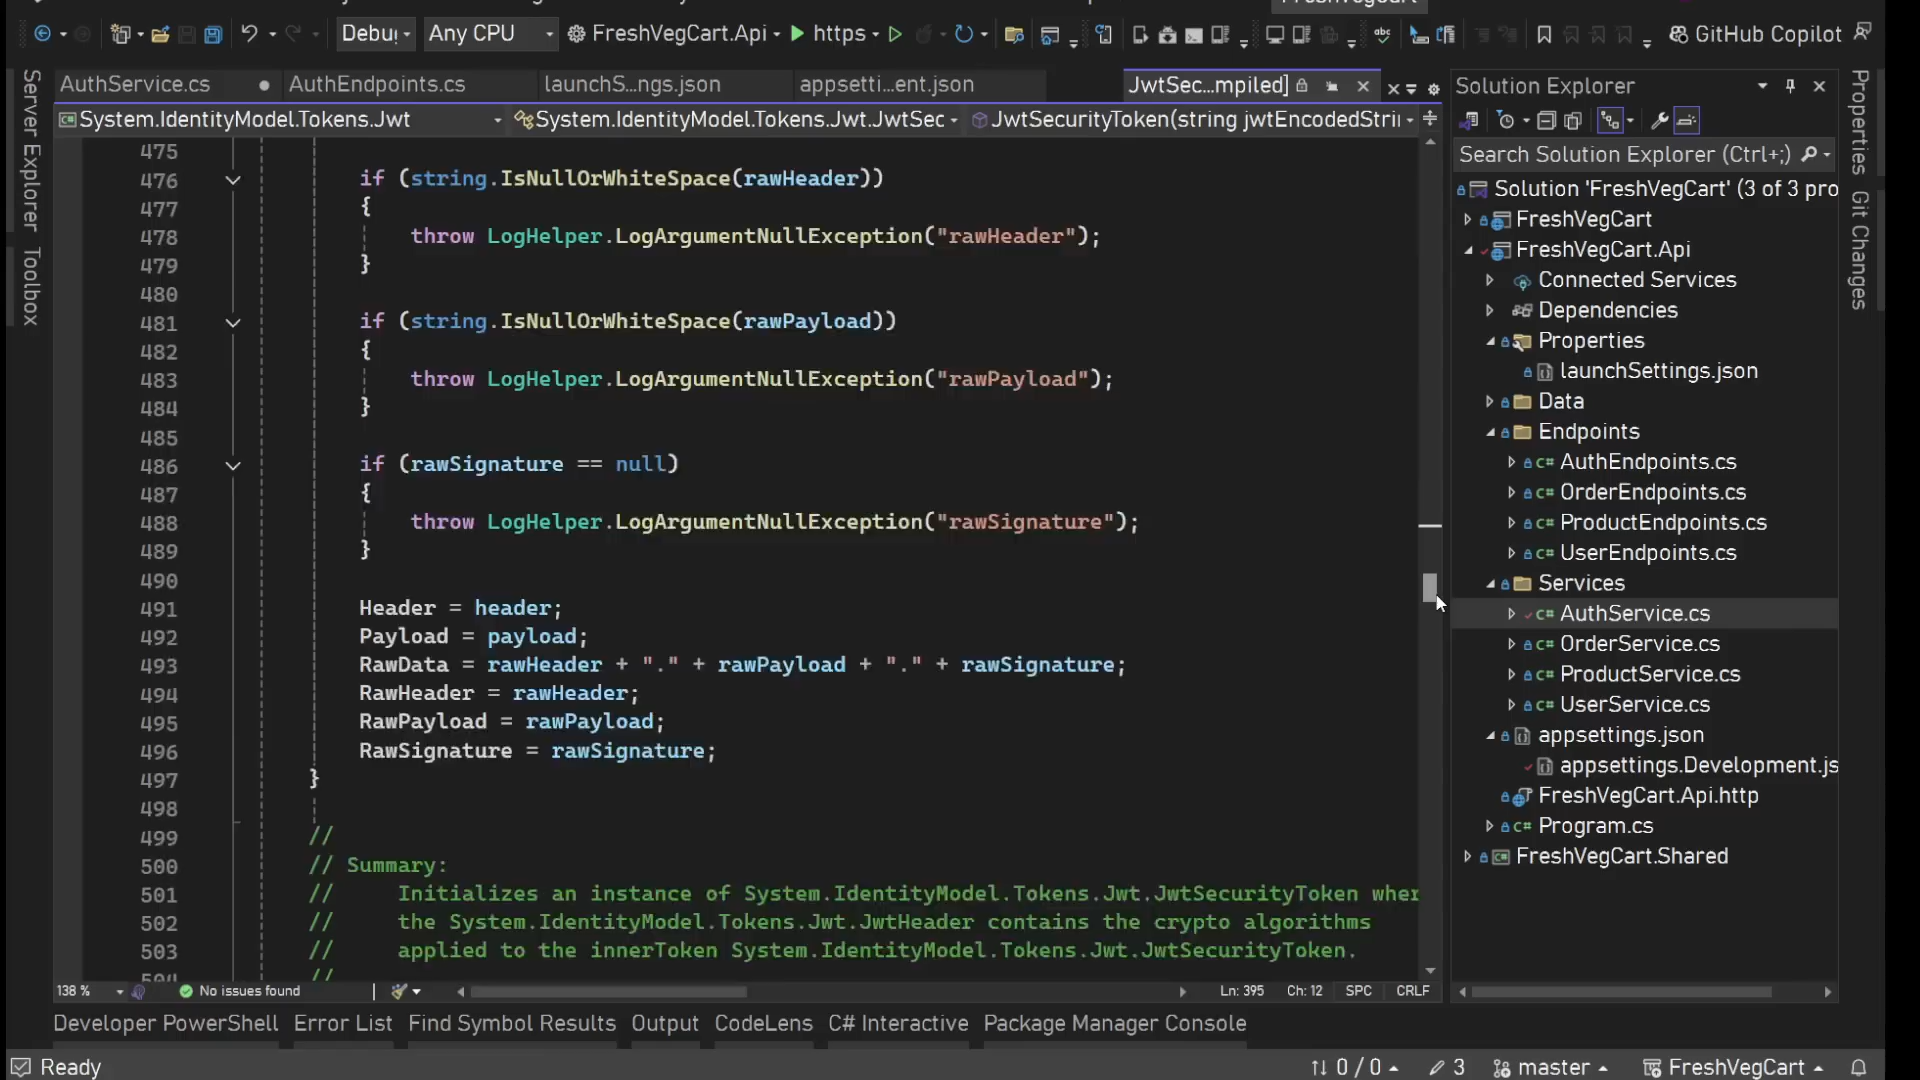 Debu
Any CPU
FreshVegCart.Api
https
GitHub Copilot
AuthService.cs
AuthEndpoints.cs
launchS...ngs.json
appsetti...ent.json
JwtSec...mpiled]
System.IdentityModel.Tokens.Jwt
System.IdentityModel.Tokens.Jwt.JwtSec
JwtSecurityToken(string jwtEncodedStri
Server Explorer
Toolbox
475
476 if (string.IsNullOrWhiteSpace(rawHeader))
477 {
478 throw LogHelper.LogArgumentNullException("rawHeader");
479 }
480
481 if (string.IsNullOrWhiteSpace(rawPayload))
482 {
483 throw LogHelper.LogArgumentNullException("rawPayload");
484 }
485
486 if (rawSignature == null)
487 {
488 throw LogHelper.LogArgumentNullException("rawSignature");
489 }
490
491 Header = header;
492 Payload = payload;
493 RawData = rawHeader + "." + rawPayload + "." + rawSignature;
494 RawHeader = rawHeader;
495 RawPayload = rawPayload;
496 RawSignature = rawSignature;
497 }
498
499 //
500 // Summary:
501 // Initializes an instance of System.IdentityModel.Tokens.Jwt.JwtSecurityToken wher
502 // the System.IdentityModel.Tokens.Jwt.JwtHeader contains the crypto algorithms
503 // applied to the innerToken System.IdentityModel.Tokens.Jwt.JwtSecurityToken.
504 //
138 %
No issues found
Ln: 395
Ch: 12
SPC
CRLF
Solution Explorer
Search Solution Explorer (Ctrl+;)
Solution 'FreshVegCart' (3 of 3 pro
FreshVegCart
FreshVegCart.Api
Connected Services
Dependencies
Properties
launchSettings.json
Data
Endpoints
AuthEndpoints.cs
OrderEndpoints.cs
ProductEndpoints.cs
UserEndpoints.cs
Services
AuthService.cs
OrderService.cs
ProductService.cs
UserService.cs
appsettings.json
appsettings.Development.js
FreshVegCart.Api.http
Program.cs
FreshVegCart.Shared
Properties
Git Changes
Developer PowerShell
Error List
Find Symbol Results
Output
CodeLens
C# Interactive
Package Manager Console
Ready
0 / 0
3
master
FreshVegCart